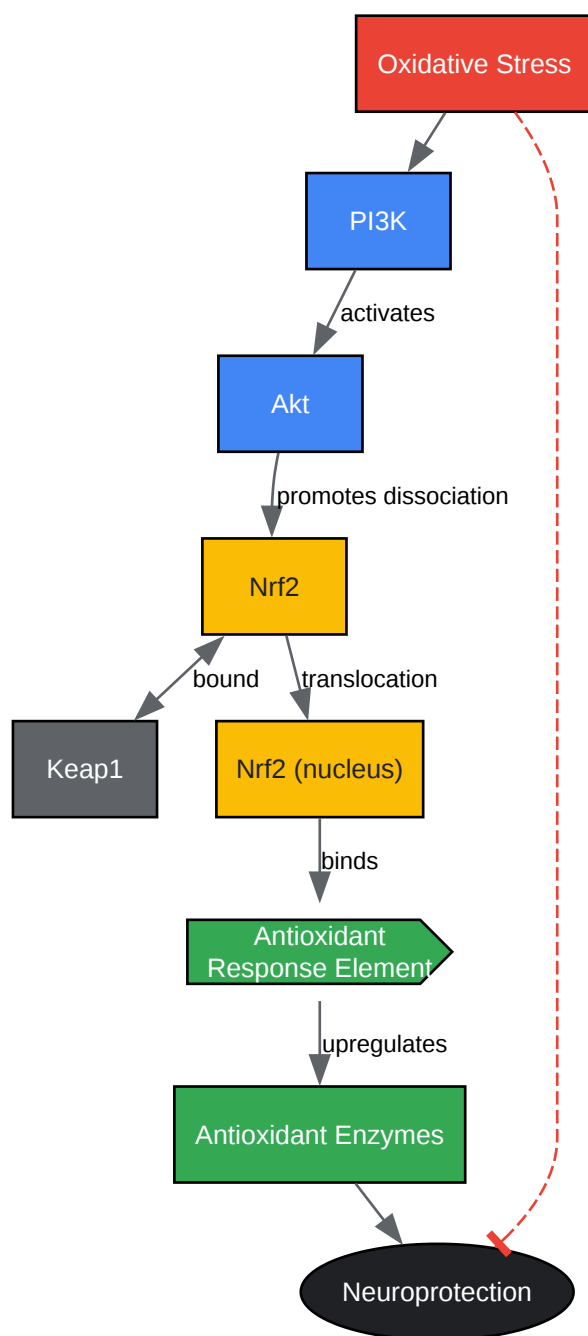 Oxidative Stress
PI3K
activates
Akt
promotes dissociation
Nrf2
bound
translocation
Keap1
Nrf2 (nucleus)
binds
Antioxidant
Response Element
upregulates
Antioxidant Enzymes
Neuroprotection